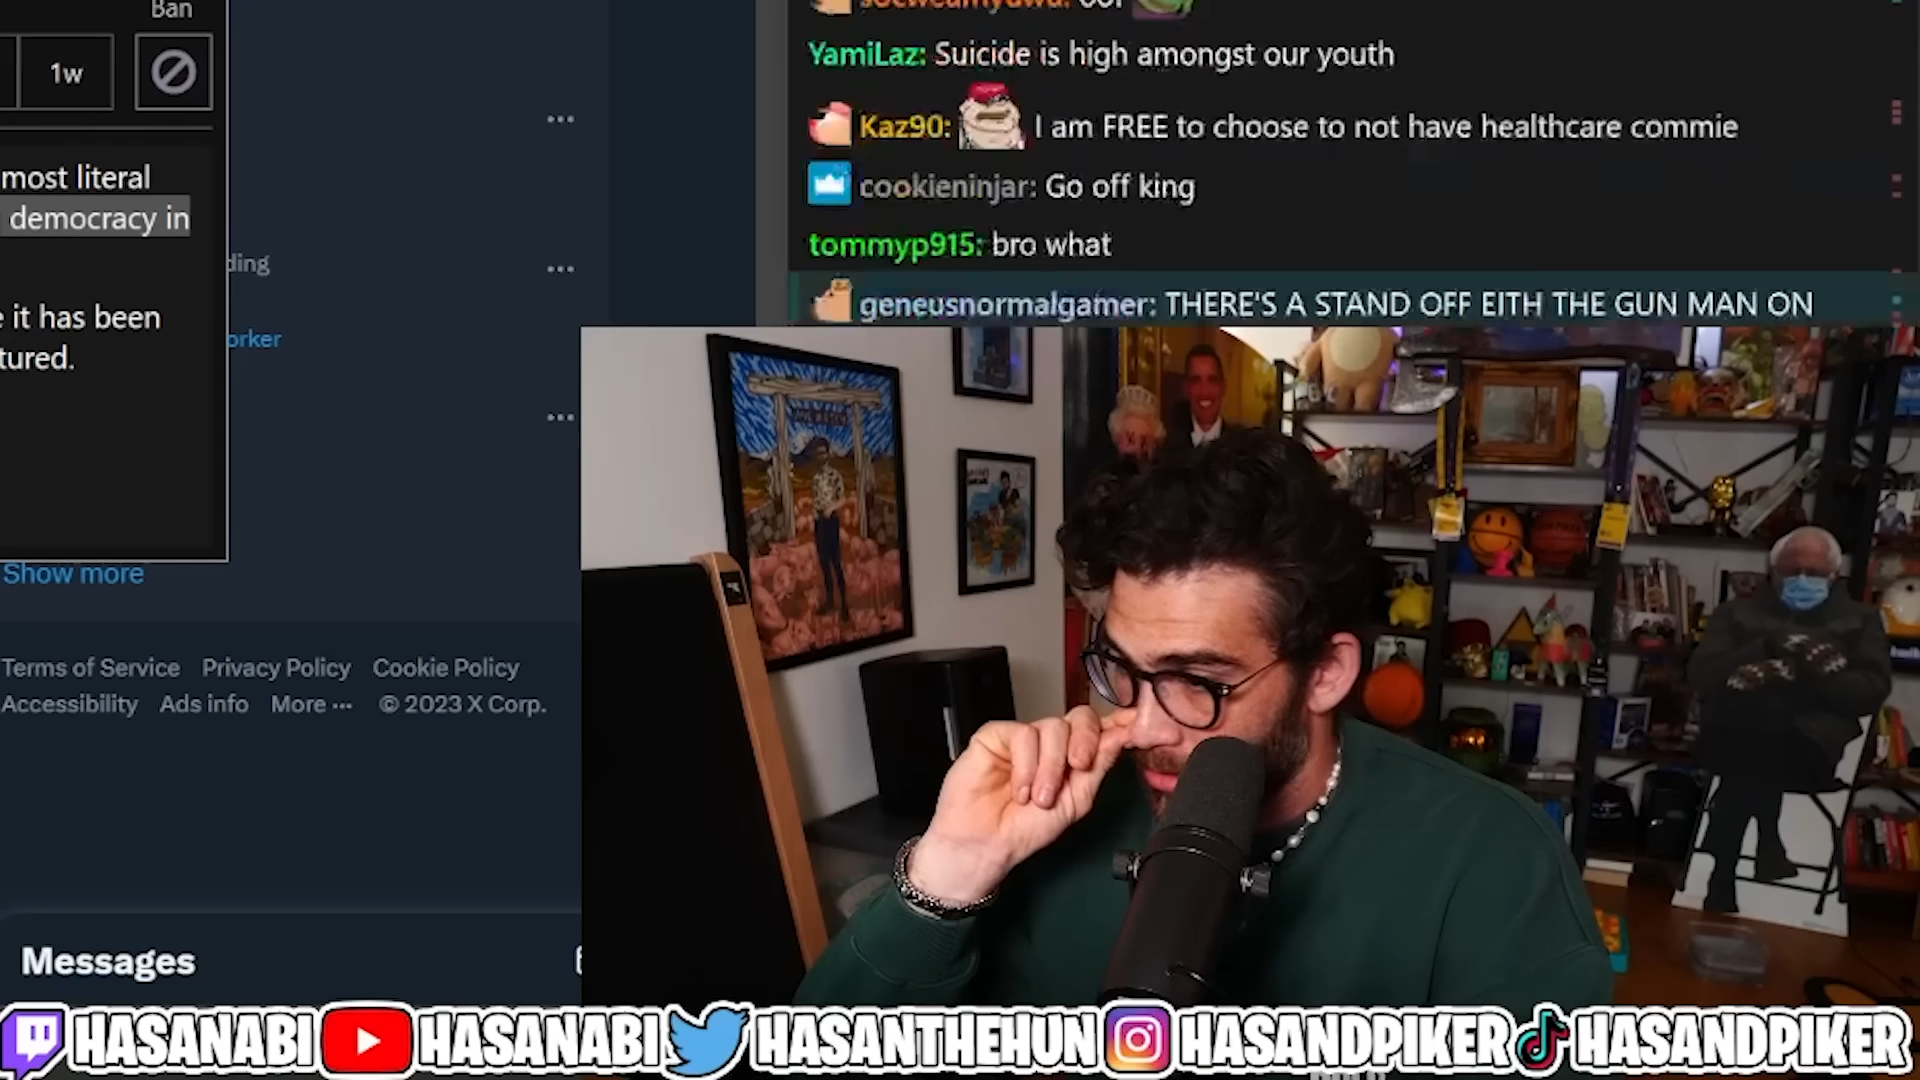 Ban
1w
most literal
democracy in
ding
it has been
orker
tured.
Show more
Terms of Service Privacy Policy Cookie Policy
Accessibility Ads info More ··· © 2023 X Corp.
Messages
YamiLaz: Suicide is high amongst our youth
Kaz90: I am FREE to choose to not have healthcare commie
cookieninjar: Go off king
tommyp915: bro what
geneusnormalgamer: THERE'S A STAND OFF EITH THE GUN MAN ON
HASANABI HASANABI HASANTHEHUN HASANDPIKER HASANDPIKER